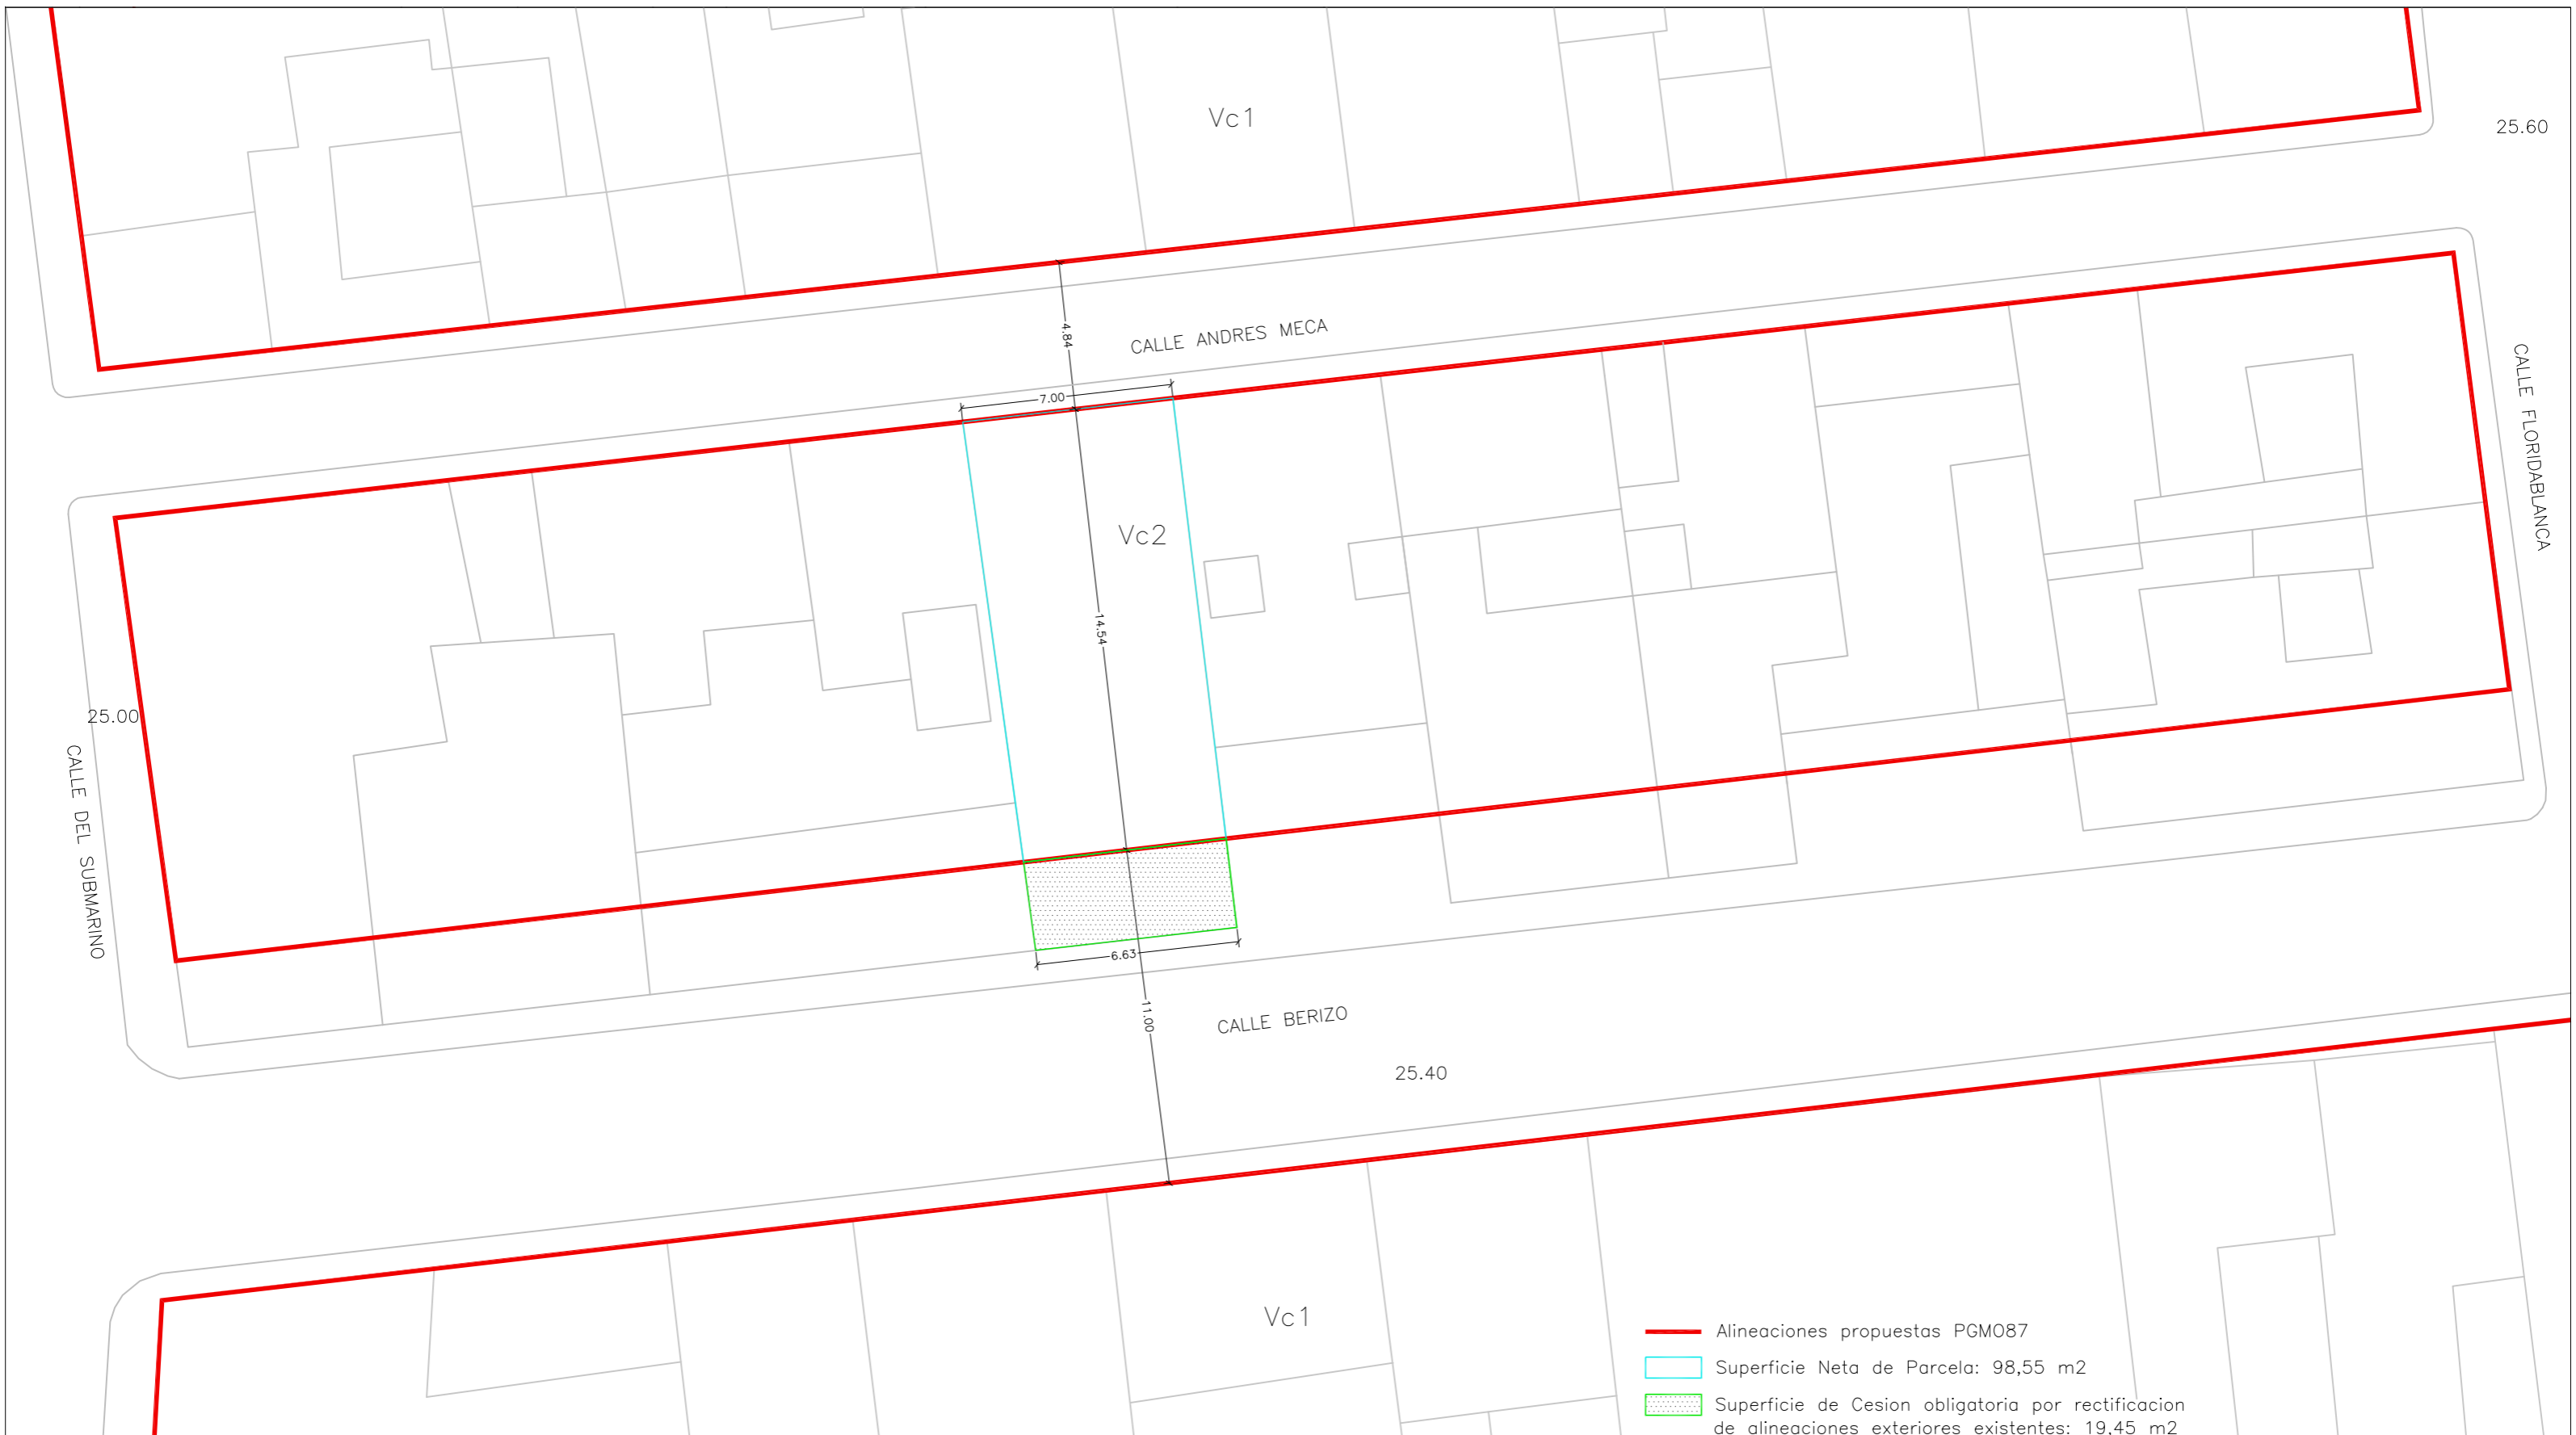 Vc1
25.60
4.84
CALLE ANDRES MECA
7.00
CALLE FLORIDABLANCA
Vc2
14.54
25.00
CALLE DEL SUBMARINO
6.63
11.00
CALLE BERIZO
25.40
Vc1
Alineaciones propuestas PGMO87
Superficie Neta de Parcela: 98,55 m2
Superficie de Cesion obligatoria por rectificacion
de alineaciones exteriores existentes: 19,45 m2